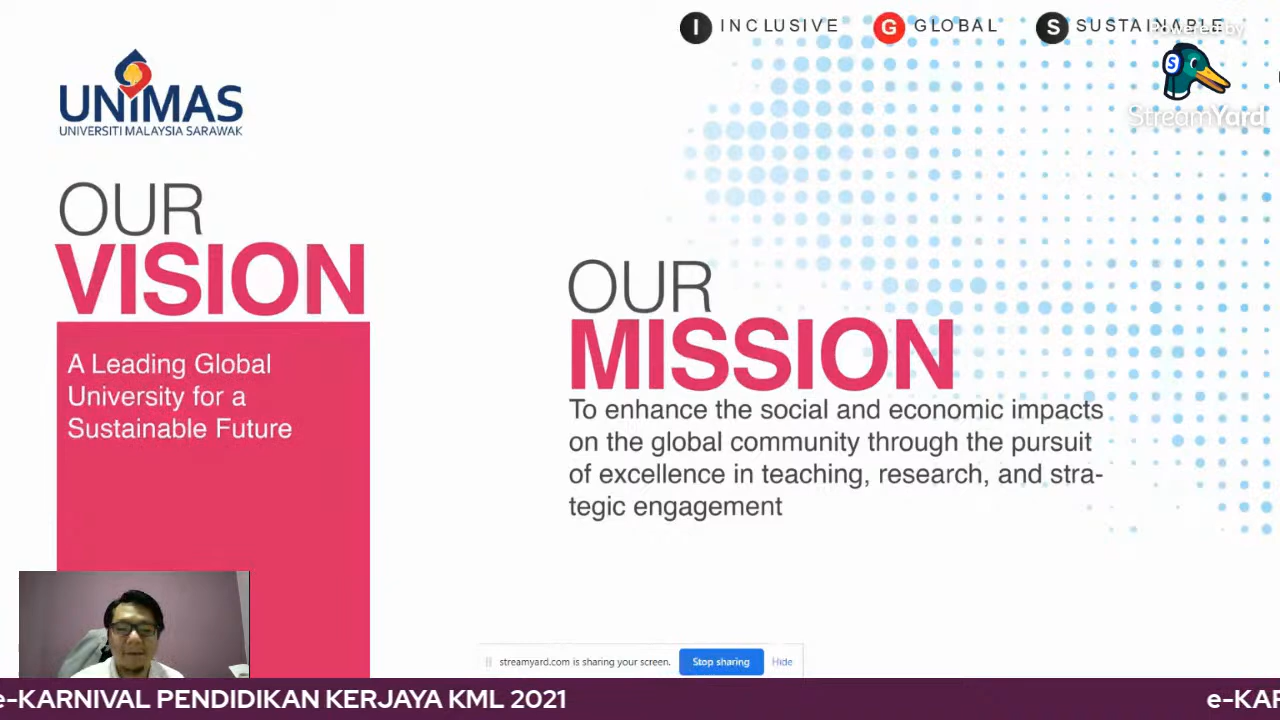 I INCLUSIVE G GLOBAL S SUSTAINABLE
Powered by
S
StreamYard
UNIMAS
UNIVERSITI MALAYSIA SARAWAK
OUR
VISION
A Leading Global
University for a
Sustainable Future
OUR
MISSION
To enhance the social and economic impacts
on the global community through the pursuit
of excellence in teaching, research, and stra-
tegic engagement
streamyard.com is sharing your screen. Stop sharing Hide
e-KARNIVAL PENDIDIKAN KERJAYA KML 2021 e-KAR